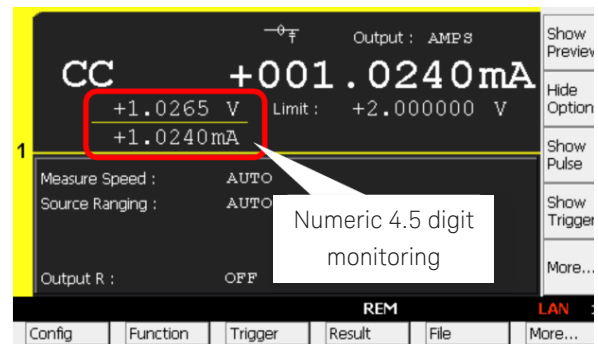 Output : AMPS
CC +001.0240mA
+1.0265 V Limit : +2.000000 V
+1.0240mA
1
Measure Speed : AUTO
Source Ranging : AUTO
Numeric 4.5 digit
monitoring
Output R : OFF
Show
Preview
Hide
Option
Show
Pulse
Show
Trigger
More...
REM LAN
Config Function Trigger Result File More...